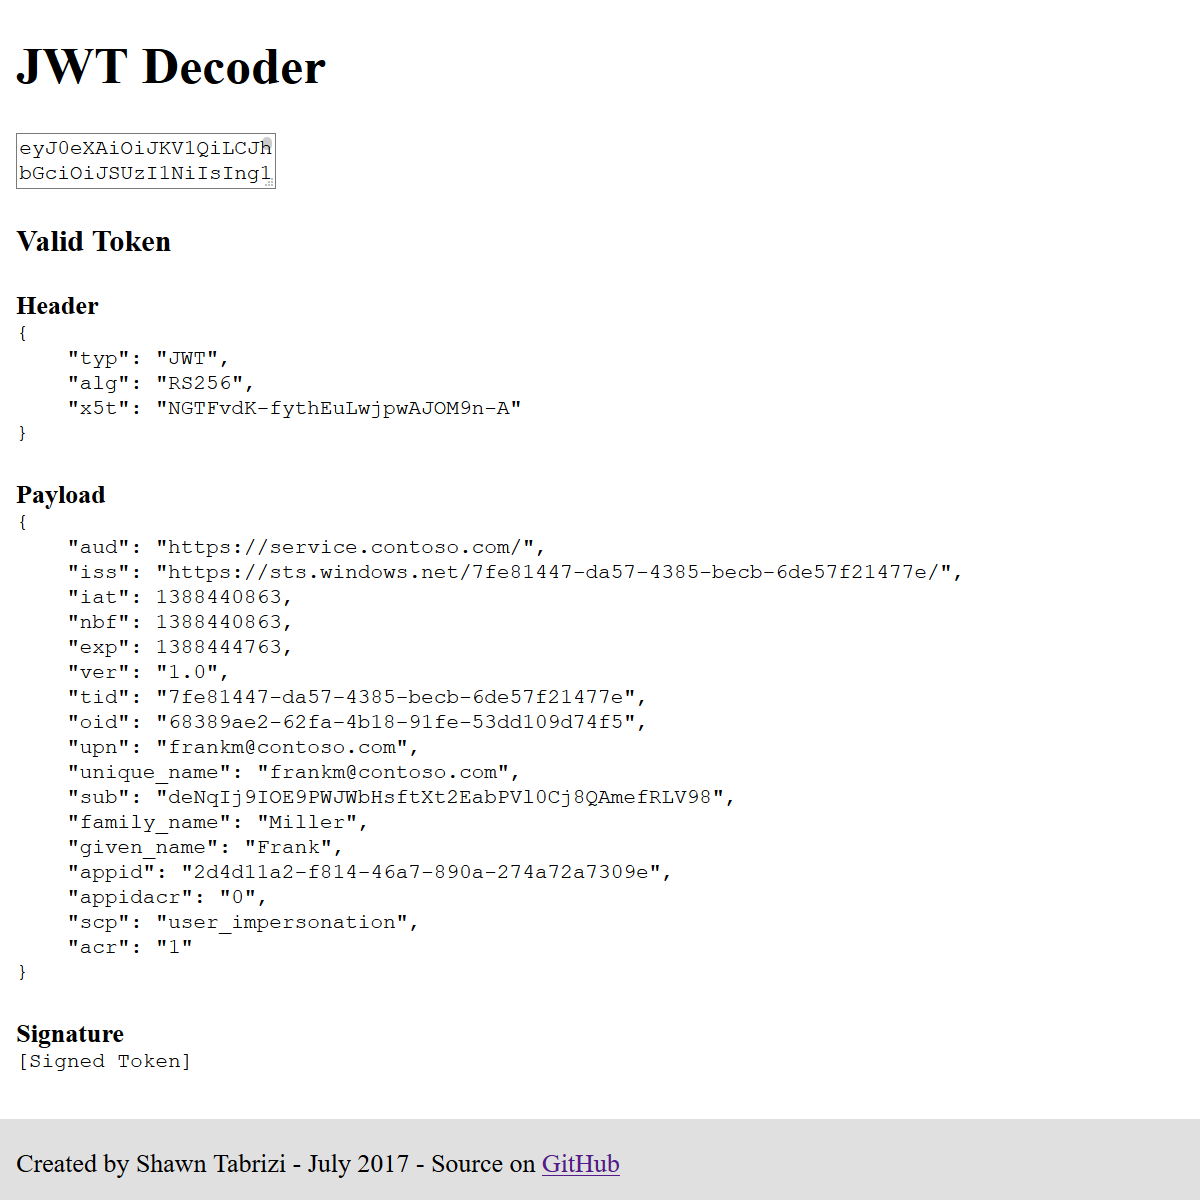 JWT Decoder
eyJ0eXAiOiJKV1QiLCJh
bGciOiJSUzI1NiIsIng1
Valid Token
Header
{
    "typ": "JWT",
    "alg": "RS256",
    "x5t": "NGTFvdK-fythEuLwjpwAJOM9n-A"
}
Payload
{
    "aud": "https://service.contoso.com/",
    "iss": "https://sts.windows.net/7fe81447-da57-4385-becb-6de57f21477e/",
    "iat": 1388440863,
    "nbf": 1388440863,
    "exp": 1388444763,
    "ver": "1.0",
    "tid": "7fe81447-da57-4385-becb-6de57f21477e",
    "oid": "68389ae2-62fa-4b18-91fe-53dd109d74f5",
    "upn": "frankm@contoso.com",
    "unique_name": "frankm@contoso.com",
    "sub": "deNqIj9IOE9PWJWbHsftXt2EabPVl0Cj8QAmefRLV98",
    "family_name": "Miller",
    "given_name": "Frank",
    "appid": "2d4d11a2-f814-46a7-890a-274a72a7309e",
    "appidacr": "0",
    "scp": "user_impersonation",
    "acr": "1"
}
Signature
[Signed Token]
Created by Shawn Tabrizi - July 2017 - Source on GitHub